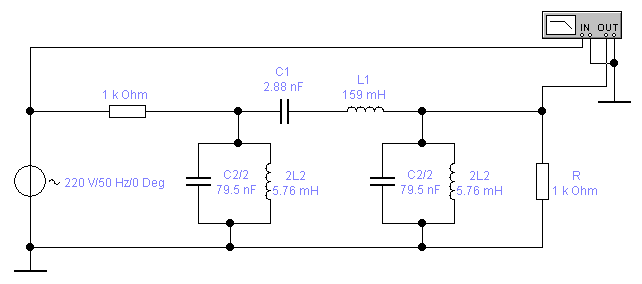 IN OUT
C1
2.88 nF
L1
159 mH
1 k Ohm
220 V/50 Hz/0 Deg
C2/2
79.5 nF
2L2
5.76 mH
C2/2
79.5 nF
2L2
5.76 mH
R
1 k Ohm